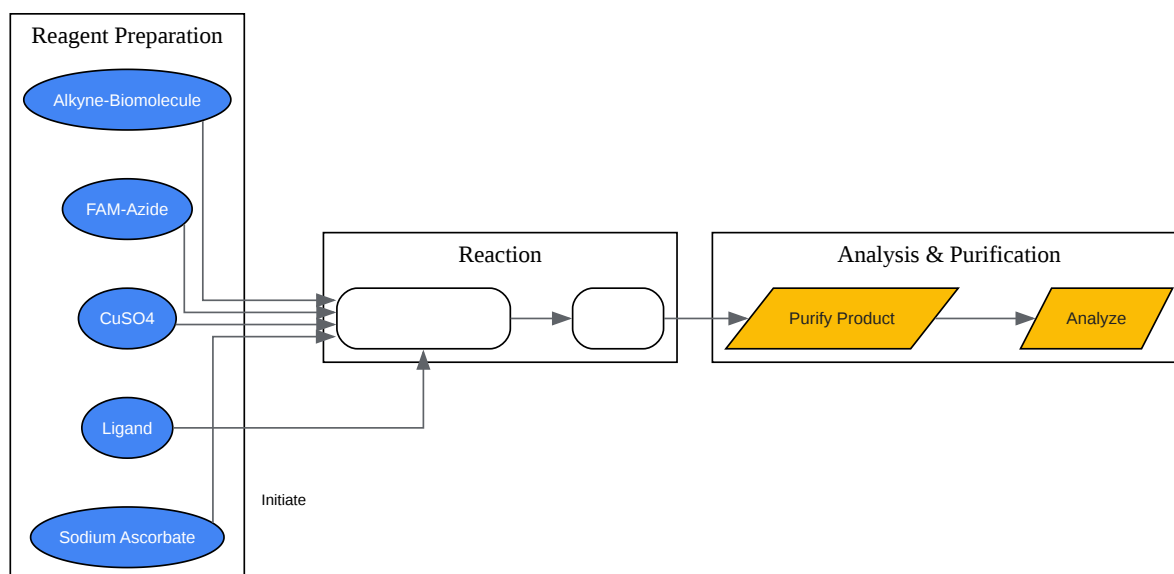 Reagent Preparation
Alkyne-Biomolecule
FAM-Azide
CuSO4
Ligand
Sodium Ascorbate
Initiate
Reaction
Analysis & Purification
Purify Product
Analyze